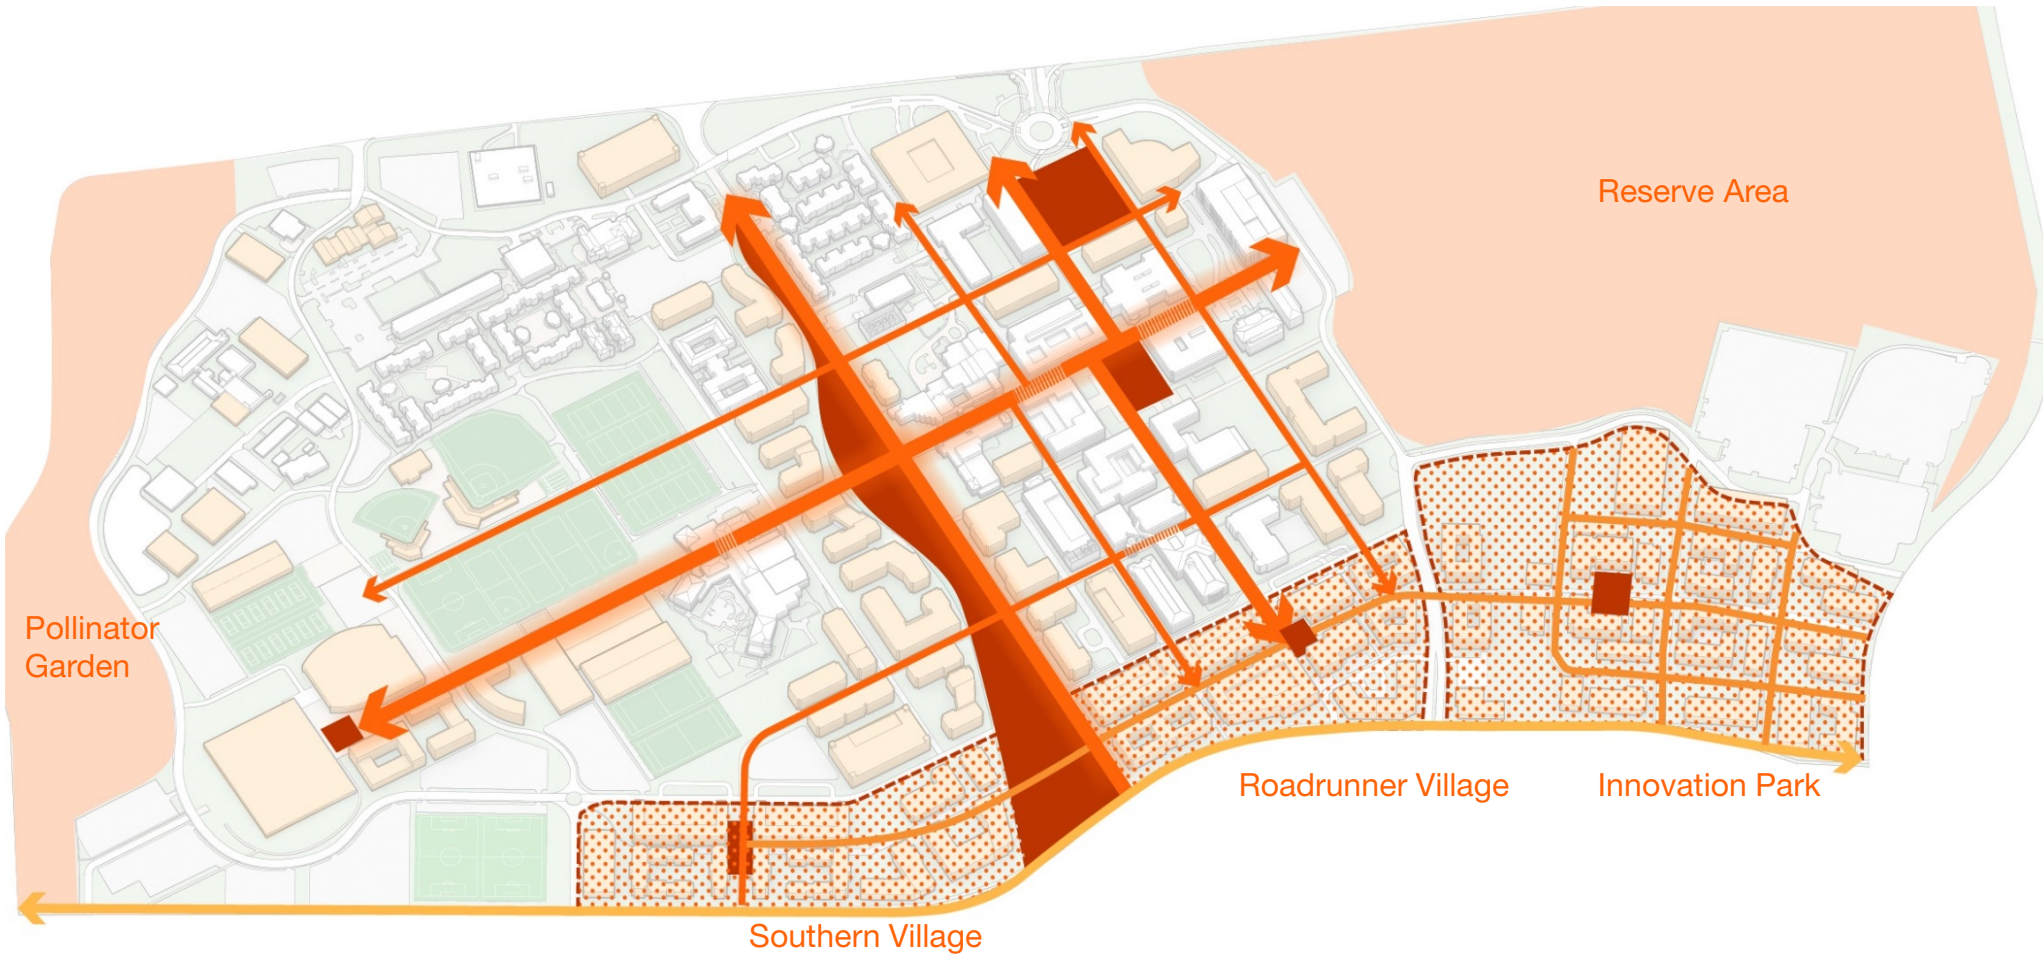 Reserve Area
Pollinator
Garden
Roadrunner Village
Innovation Park
Southern Village